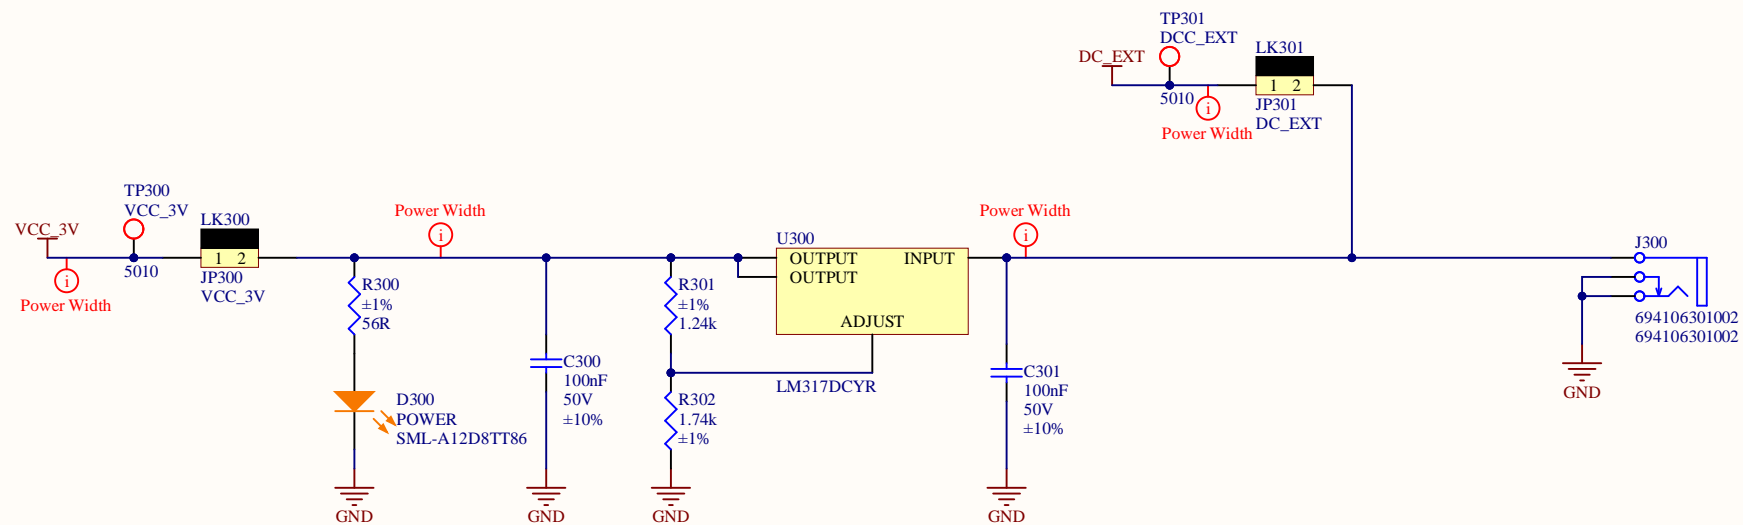 TP301
DCC_EXT
DC_EXT
LK301
1 2
5010
i
JP301
DC_EXT
Power Width
TP300
VCC_3V
VCC_3V
LK300
1 2
5010
i
JP300
VCC_3V
Power Width
Power Width
i
R300
±1%
56R
D300
POWER
SML-A12D8TT86
GND
C300
100nF
50V
±10%
GND
R301
±1%
1.24k
R302
1.74k
±1%
GND
U300
OUTPUT
INPUT
OUTPUT
ADJUST
LM317DCYR
Power Width
i
C301
100nF
50V
±10%
GND
J300
694106301002
694106301002
GND